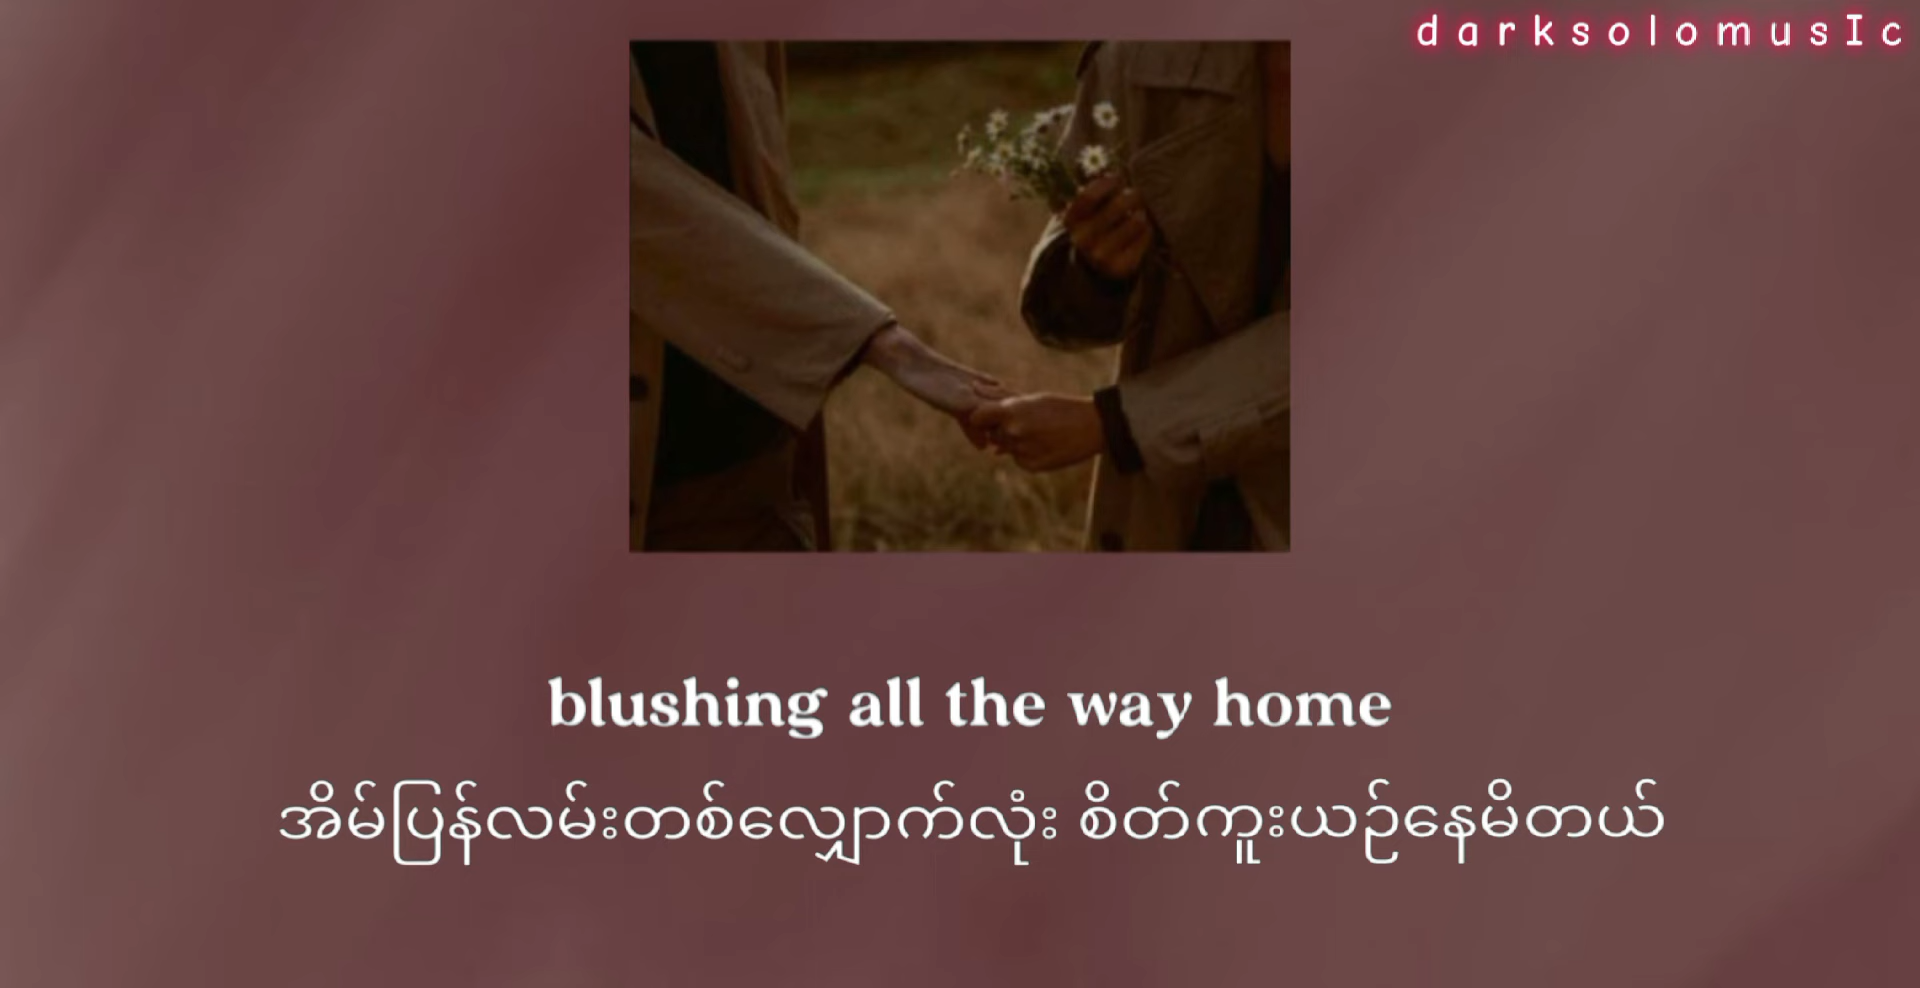 darksolomusIc
blushing all the way home
အိမ်ပြန်လမ်းတစ်လျှောက်လုံး စိတ်ကူးယဉ်နေမိတယ်